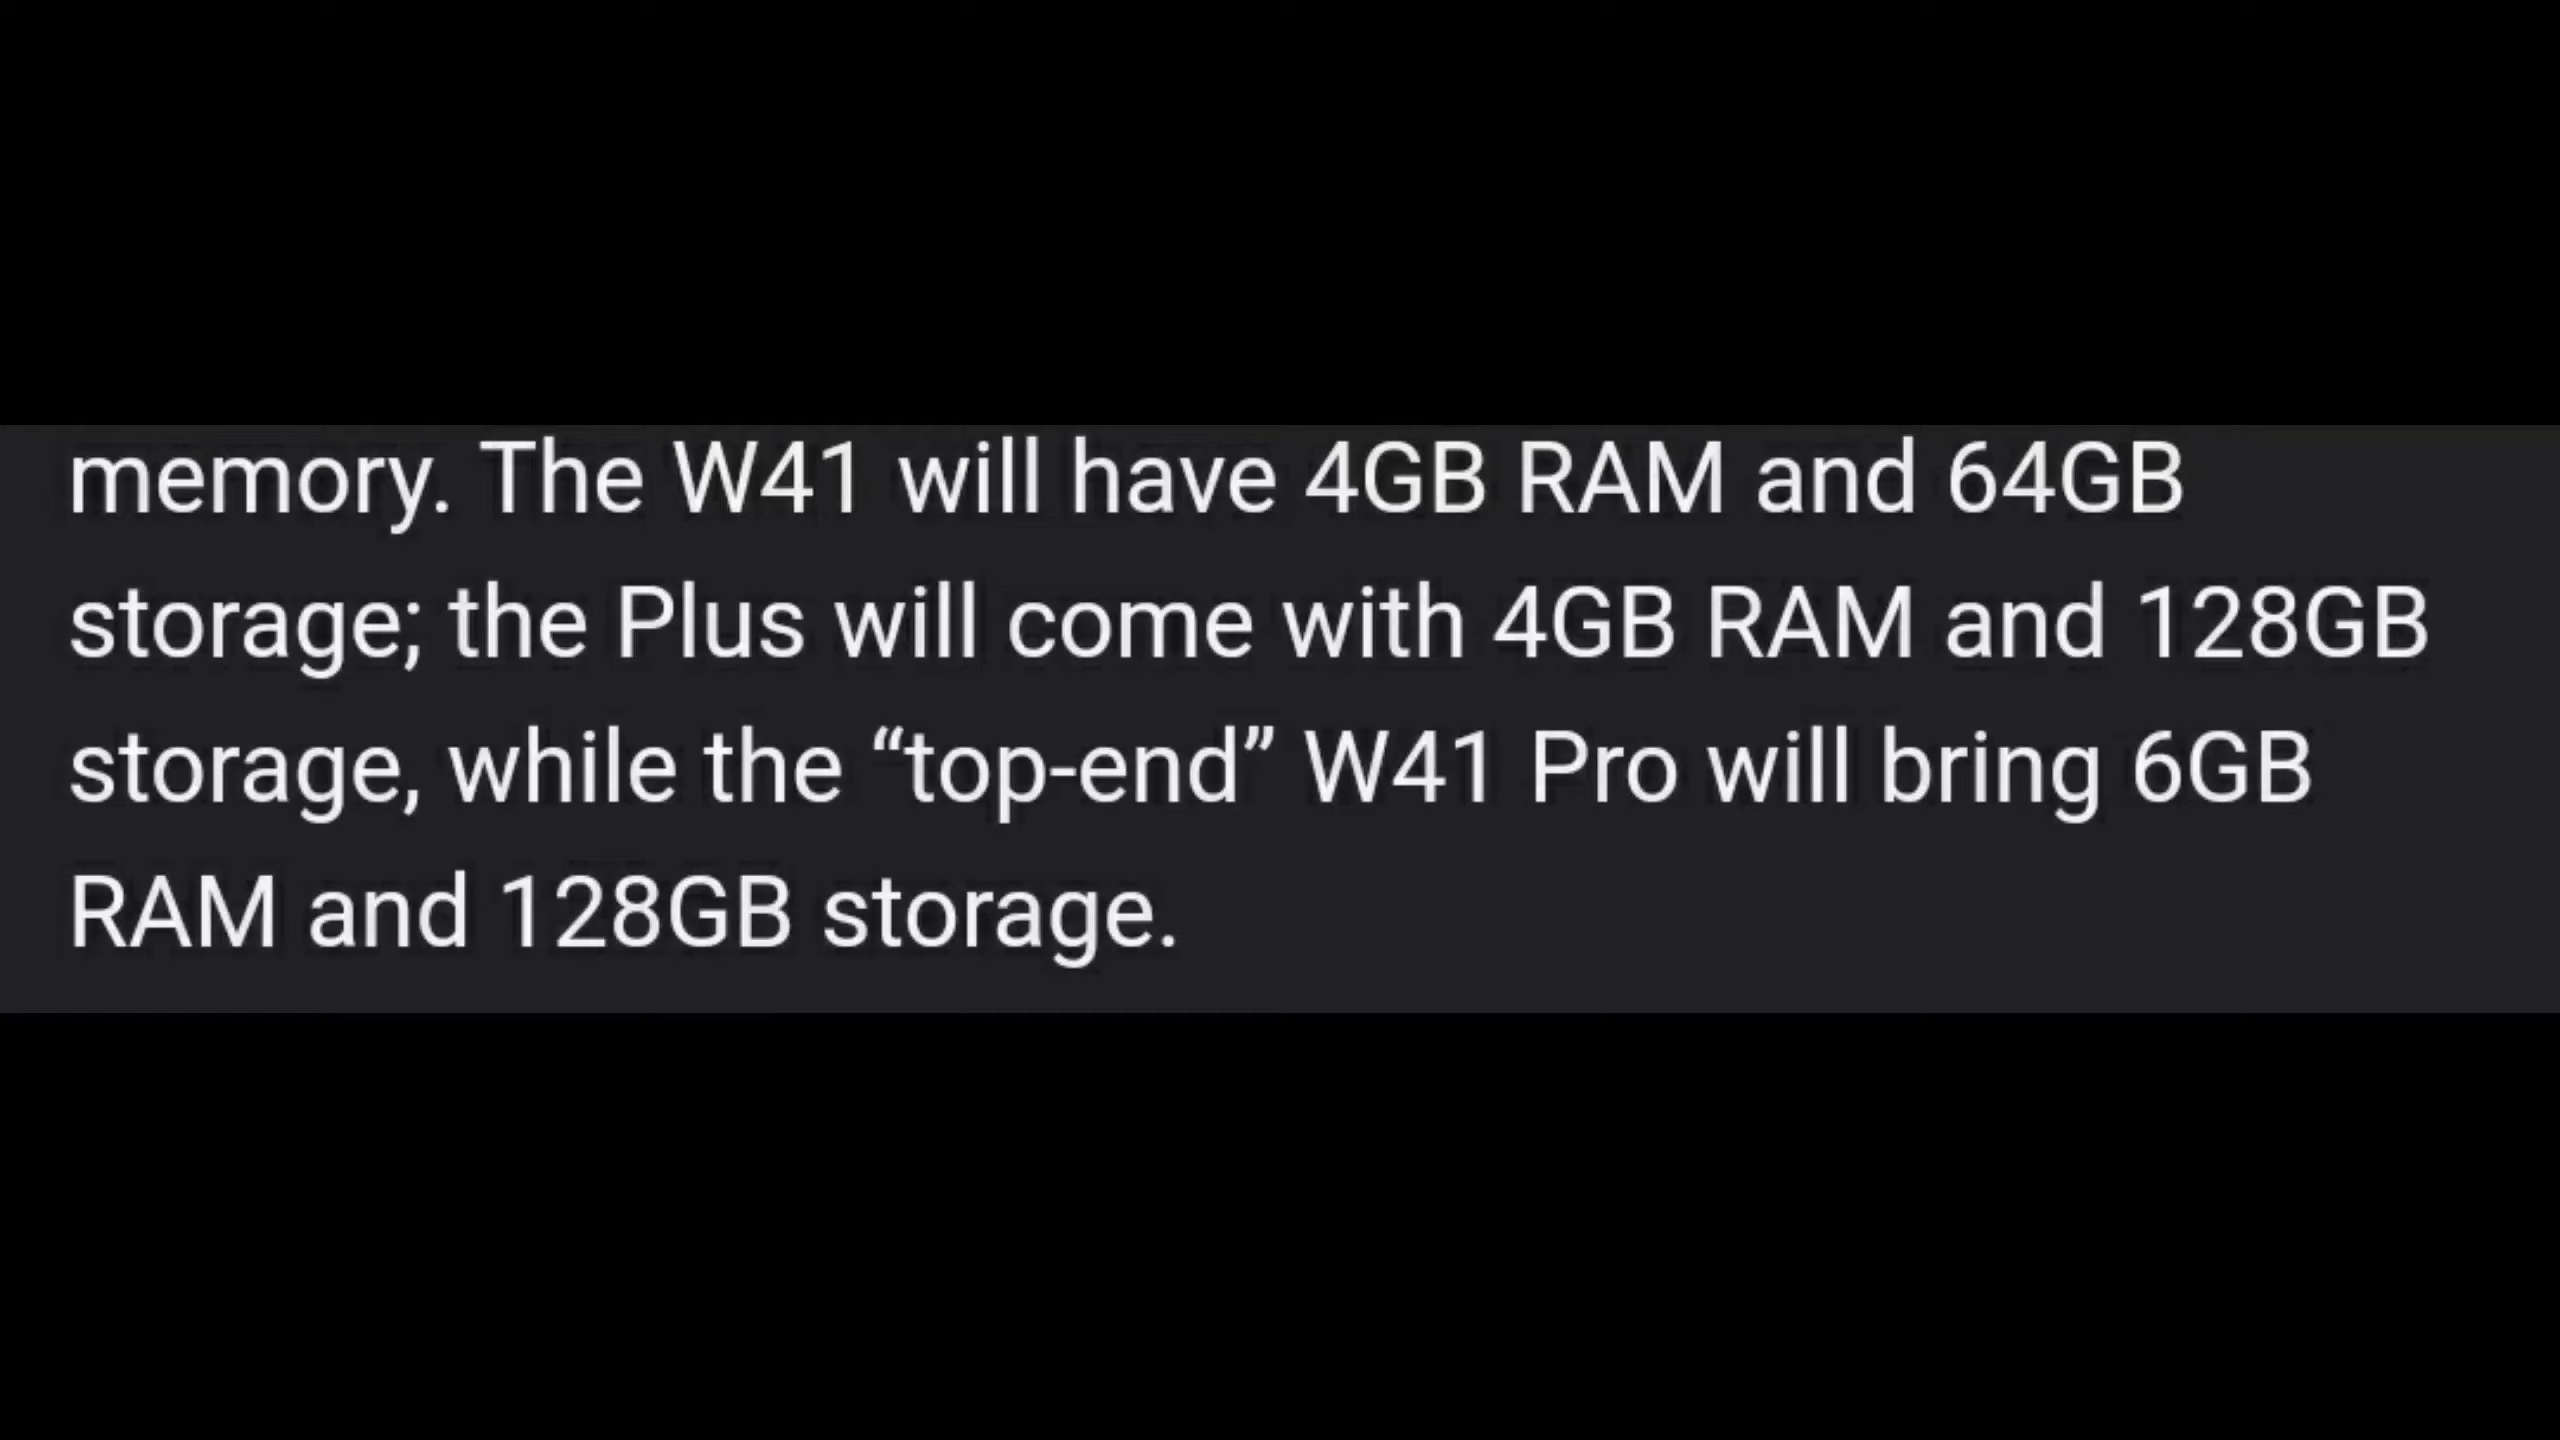 memory. The W41 will have 4GB RAM and 64GB
storage; the Plus will come with 4GB RAM and 128GB
storage, while the “top-end” W41 Pro will bring 6GB
RAM and 128GB storage.